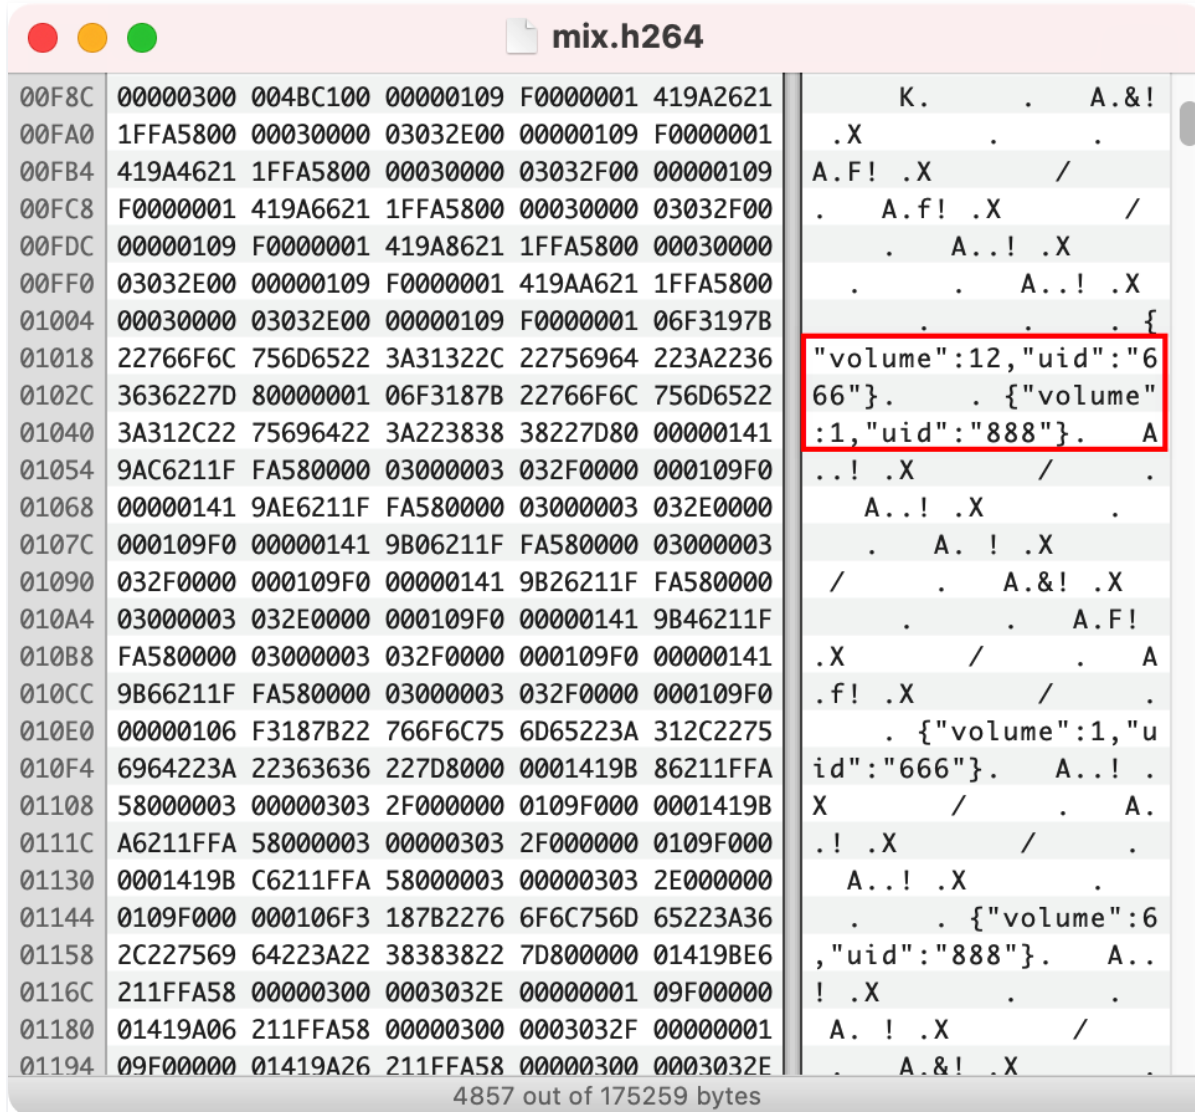 mix.h264
00F8C 00000300 004BC100 00000109 F0000001 419A2621 K. . A.&!
00FA0 1FFA5800 00030000 03032E00 00000109 F0000001 .X . .
00FB4 419A4621 1FFA5800 00030000 03032F00 00000109 A.F! .X /
00FC8 F0000001 419A6621 1FFA5800 00030000 03032F00 . A.f! .X /
00FDC 00000109 F0000001 419A8621 1FFA5800 00030000 . A..! .X
00FF0 03032E00 00000109 F0000001 419AA621 1FFA5800 . . A..! .X
01004 00030000 03032E00 00000109 F0000001 06F3197B . . . {
01018 22766F6C 756D6522 3A31322C 22756964 223A2236 "volume":12,"uid":"6
0102C 3636227D 80000001 06F3187B 22766F6C 756D6522 66"}. . {"volume"
01040 3A312C22 75696422 3A223838 38227D80 00000141 :1,"uid":"888"}. A
01054 9AC6211F FA580000 03000003 032F0000 000109F0 ..! .X / .
01068 00000141 9AE6211F FA580000 03000003 032E0000 A..! .X .
0107C 000109F0 00000141 9B06211F FA580000 03000003 . A. ! .X
01090 032F0000 000109F0 00000141 9B26211F FA580000 / . A.&! .X
010A4 03000003 032E0000 000109F0 00000141 9B46211F . . A.F!
010B8 FA580000 03000003 032F0000 000109F0 00000141 .X / . A
010CC 9B66211F FA580000 03000003 032F0000 000109F0 .f! .X / .
010E0 00000106 F3187B22 766F6C75 6D65223A 312C2275 . {"volume":1,"u
010F4 6964223A 22363636 227D8000 0001419B 86211FFA id":"666"}. A..! .
01108 58000003 00000303 2F000000 0109F000 0001419B X / . A.
0111C A6211FFA 58000003 00000303 2F000000 0109F000 .! .X / .
01130 0001419B C6211FFA 58000003 00000303 2E000000 A..! .X .
01144 0109F000 000106F3 187B2276 6F6C756D 65223A36 . . {"volume":6
01158 2C227569 64223A22 38383822 7D800000 01419BE6 ,"uid":"888"}. A..
0116C 211FFA58 00000300 0003032E 00000001 09F00000 ! .X . .
01180 01419A06 211FFA58 00000300 0003032F 00000001 A. ! .X /
01194 09F00000 01419A26 211FFA58 00000300 0003032E . A.&! .X .
4857 out of 175259 bytes